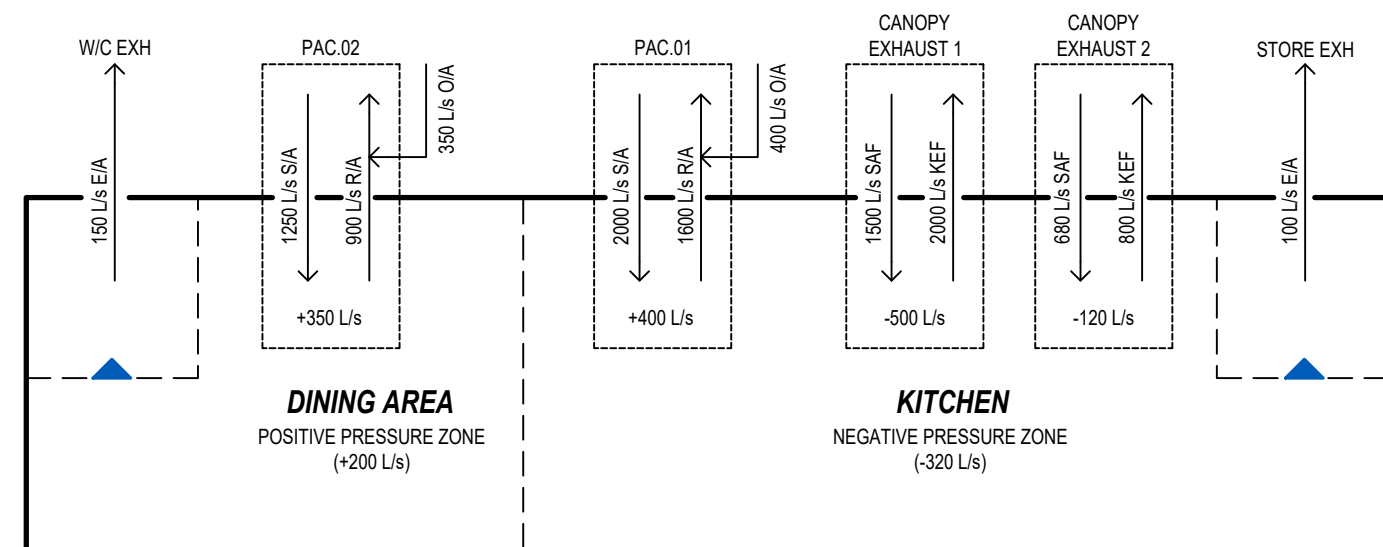 W/C EXH
150 L/s E/A
PAC.02
1250 L/s S/A
900 L/s R/A
350 L/s O/A
+350 L/s
PAC.01
2000 L/s S/A
1600 L/s R/A
400 L/s O/A
+400 L/s
CANOPY
EXHAUST 1
1500 L/s SAF
2000 L/s KEF
-500 L/s
CANOPY
EXHAUST 2
680 L/s SAF
800 L/s KEF
-120 L/s
STORE EXH
100 L/s E/A
DINING AREA
POSITIVE PRESSURE ZONE
(+200 L/s)
KITCHEN
NEGATIVE PRESSURE ZONE
(-320 L/s)